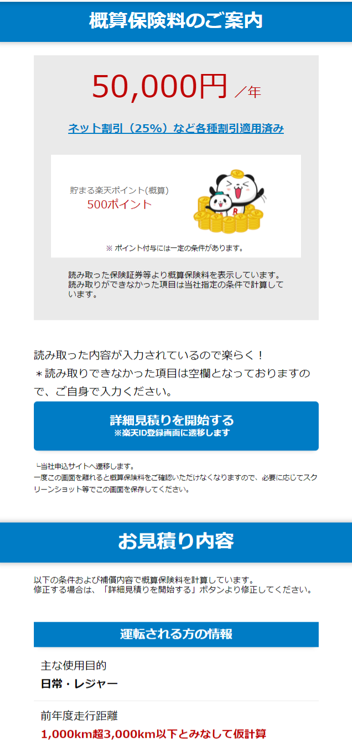 概算保険料のご案内
50,000円 ／年
ネット割引（25%）など各種割引適用済み
貯まる楽天ポイント(概算)
500ポイント
※ ポイント付与には一定の条件があります。
読み取った保険証券等より概算保険料を表示しています。
読み取りができなかった項目は当社指定の条件で計算して
います。
読み取った内容が入力されているので楽らく！
＊読み取りできなかった項目は空欄となっておりますの
で、ご自身で入力ください。
詳細見積りを開始する
※楽天ID登録画面に遷移します
└当社申込サイトへ遷移します。
一度この画面を離れると概算保険料をご確認いただけなくなりますので、必要に応じてスク
リーンショット等でこの画面を保存してください。
お見積り内容
以下の条件および補償内容で概算保険料を計算しています。
修正する場合は、「詳細見積りを開始する」ボタンより修正してください。
運転される方の情報
主な使用目的
日常・レジャー
前年度走行距離
1,000km超3,000km以下とみなして仮計算